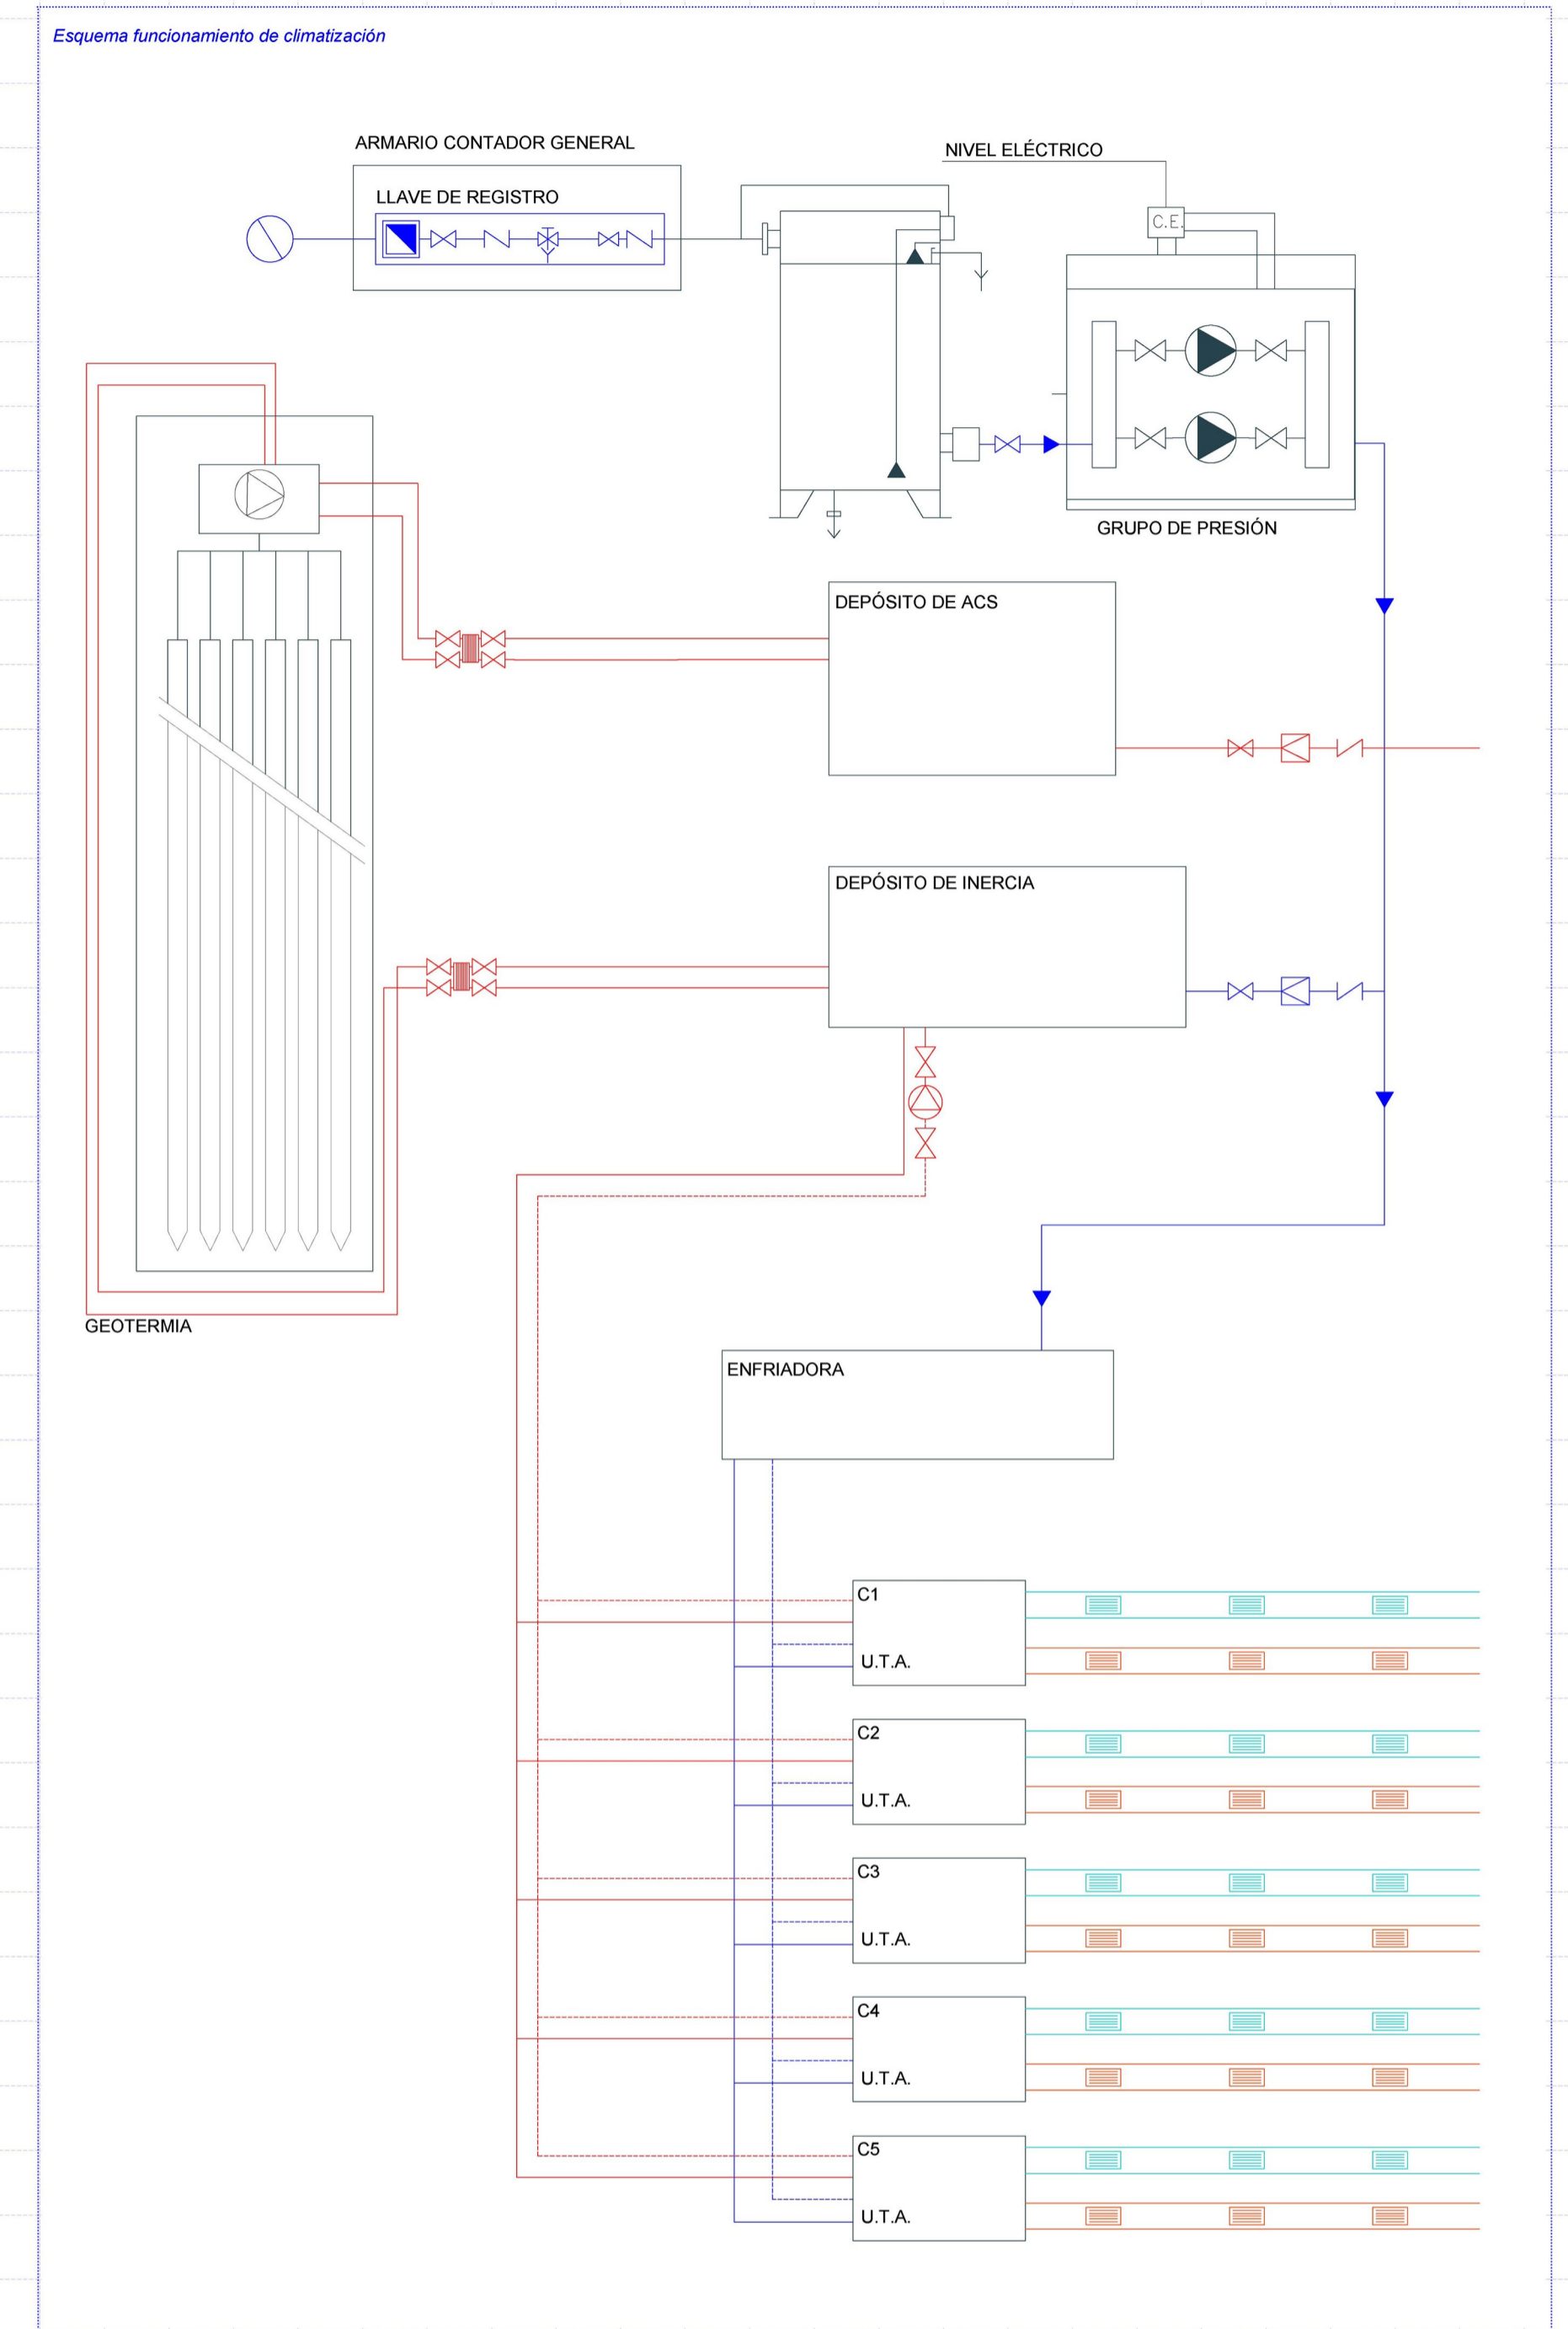 Esquema funcionamiento de climatización
ARMARIO CONTADOR GENERAL
NIVEL ELÉCTRICO
LLAVE DE REGISTRO
C.E.
GRUPO DE PRESIÓN
DEPÓSITO DE ACS
DEPÓSITO DE INERCIA
GEOTERMIA
ENFRIADORA
C1
U.T.A.
C2
U.T.A.
C3
U.T.A.
C4
U.T.A.
C5
U.T.A.